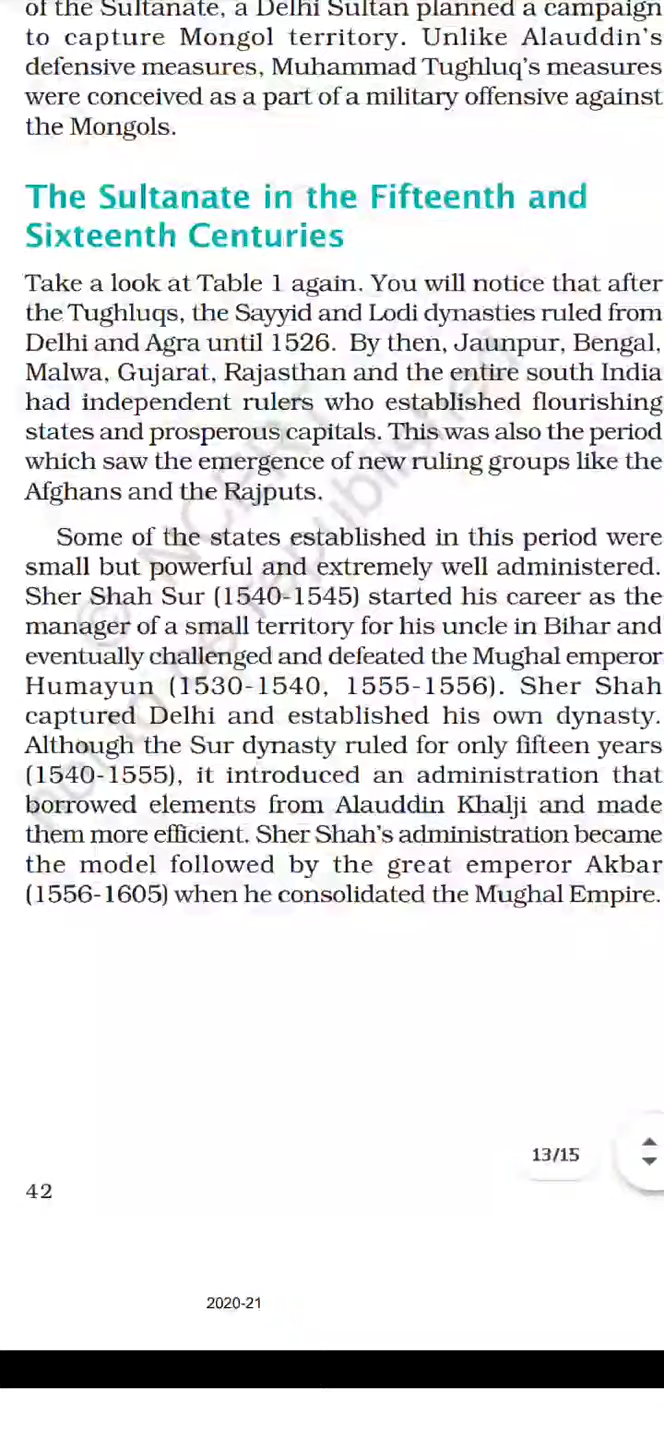 of the Sultanate, a Delhi Sultan planned a campaign
to capture Mongol territory. Unlike Alauddin's
defensive measures, Muhammad Tughluq's measures
were conceived as a part of a military offensive against
the Mongols.
The Sultanate in the Fifteenth and
Sixteenth Centuries
Take a look at Table 1 again. You will notice that after
the Tughluqs, the Sayyid and Lodi dynasties ruled from
Delhi and Agra until 1526. By then, Jaunpur, Bengal,
Malwa, Gujarat, Rajasthan and the entire south India
had independent rulers who established flourishing
states and prosperous capitals. This was also the period
which saw the emergence of new ruling groups like the
Afghans and the Rajputs.
Some of the states established in this period were
small but powerful and extremely well administered.
Sher Shah Sur (1540-1545) started his career as the
manager of a small territory for his uncle in Bihar and
eventually challenged and defeated the Mughal emperor
Humayun (1530-1540, 1555-1556). Sher Shah
captured Delhi and established his own dynasty.
Although the Sur dynasty ruled for only fifteen years
(1540-1555), it introduced an administration that
borrowed elements from Alauddin Khalji and made
them more efficient. Sher Shah's administration became
the model followed by the great emperor Akbar
(1556-1605) when he consolidated the Mughal Empire.
© NCERT
not to be republished
13/15
42
2020-21